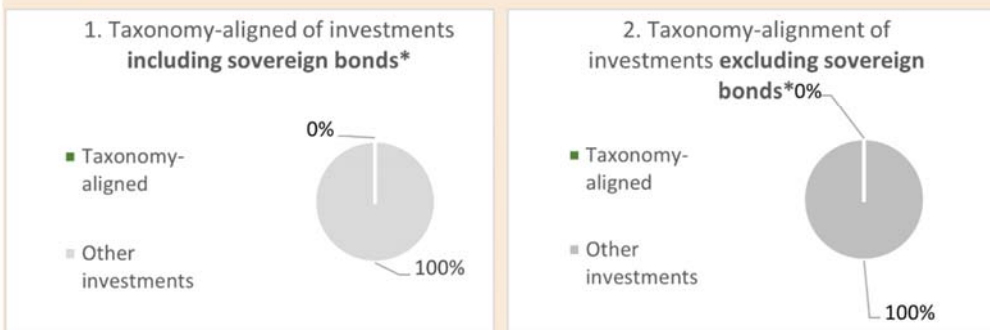 1. Taxonomy-aligned of investments
including sovereign bonds*
0%
Taxonomy-
aligned
Other
investments
100%
2. Taxonomy-alignment of
investments excluding sovereign
bonds*0%
Taxonomy-
aligned
Other
investments
100%